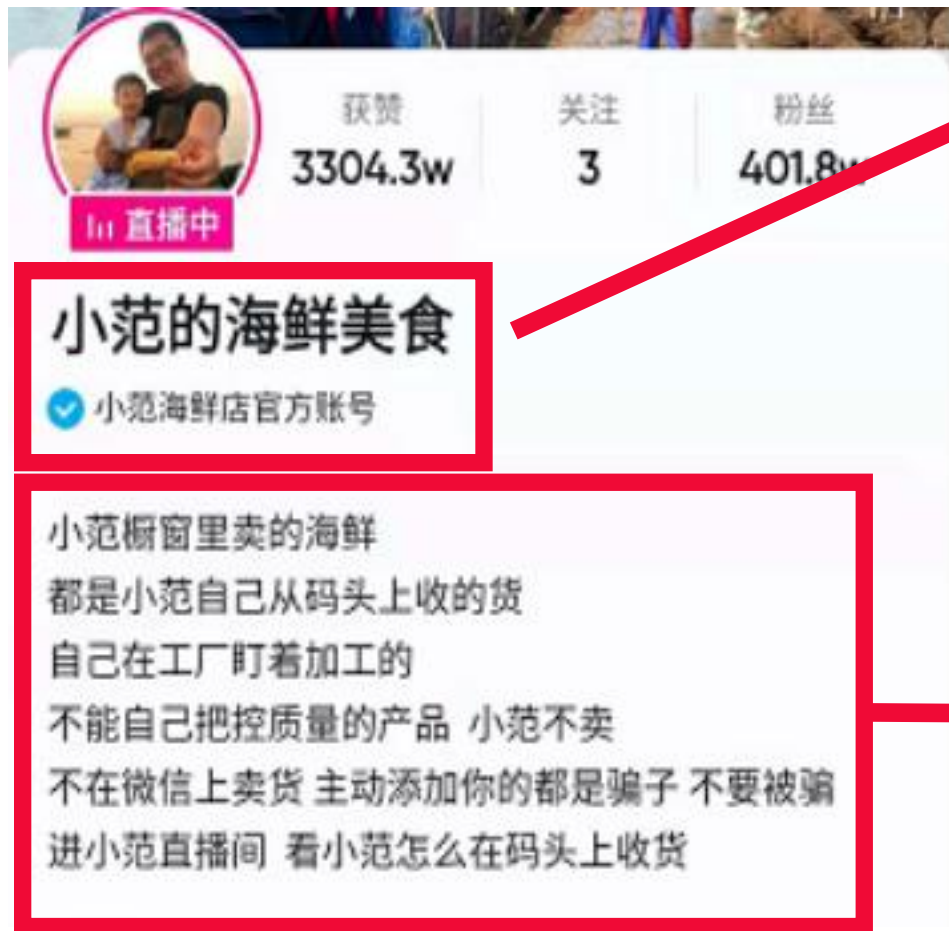 获赞 关注 粉丝
3304.3w 3 401.8w
直播中
小范的海鲜美食
小范海鲜店官方账号
小范橱窗里卖的海鲜
都是小范自己从码头上收的货
自己在工厂盯着加工的
不能自己把控质量的产品 小范不卖
不在微信上卖货 主动添加你的都是骗子 不要被骗
进小范直播间 看小范怎么在码头上收货